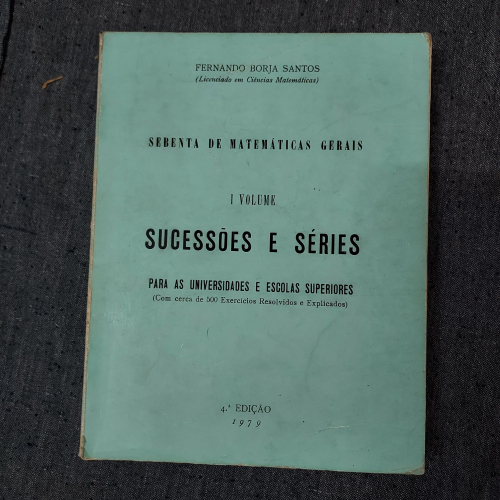 FERNANDO BORJA SANTOS
(Licenciado em Ciências Matemáticas)
SEBENTA DE MATEMÁTICAS GERAIS
I VOLUME
SUCESSÕES E SÉRIES
PARA AS UNIVERSIDADES E ESCOLAS SUPERIORES
(Com cerca de 500 Exercícios Resolvidos e Explicados)
4.ª EDIÇÃO
1979